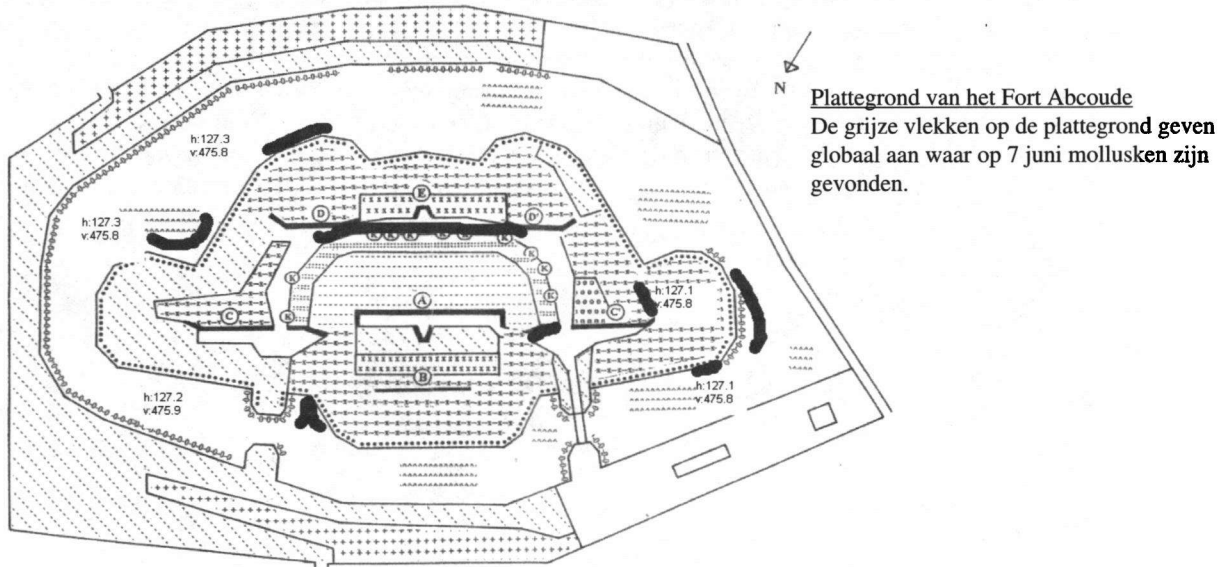 N
Plattegrond van het Fort Abcoude
De grijze vlekken op de plattegrond geven
globaal aan waar op 7 juni mollusken zijn
gevonden.
h:127.3
v:475.8
h:127.3
v:475.8
E
D
D'
K K K K K K
K
K
K
K
K
K
A
h:127.1
v:475.8
C
C'
B
h:127.1
v:475.8
h:127.2
v:475.9